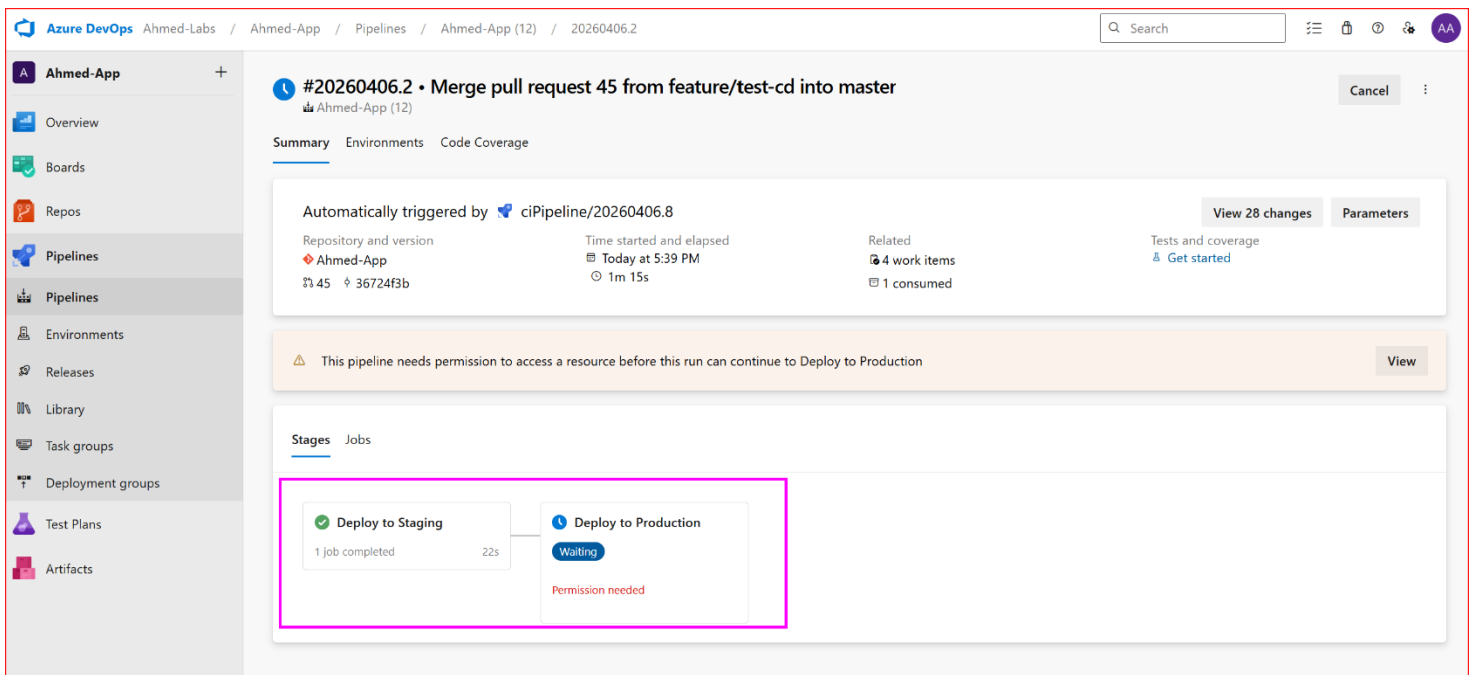 Azure DevOps Ahmed-Labs / Ahmed-App / Pipelines / Ahmed-App (12) / 20260406.2
Search
AA
A Ahmed-App +
Overview
Boards
Repos
Pipelines
Pipelines
Environments
Releases
Library
Task groups
Deployment groups
Test Plans
Artifacts
#20260406.2 • Merge pull request 45 from feature/test-cd into master
Ahmed-App (12)
Cancel
Summary Environments Code Coverage
Automatically triggered by ciPipeline/20260406.8
View 28 changes Parameters
Repository and version Time started and elapsed Related Tests and coverage
Ahmed-App Today at 5:39 PM 4 work items Get started
45 36724f3b 1m 15s 1 consumed
This pipeline needs permission to access a resource before this run can continue to Deploy to Production
View
Stages Jobs
Deploy to Staging
1 job completed 22s
Deploy to Production
Waiting
Permission needed